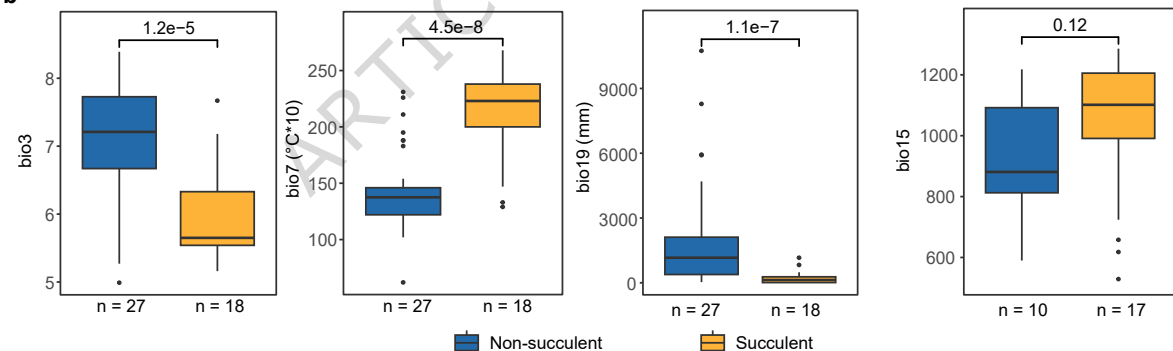 b
1.2e−5
bio3
8
7
6
5
n = 27
n = 18
4.5e−8
bio7 (°C*10)
250
200
150
100
n = 27
n = 18
1.1e−7
bio19 (mm)
9000
6000
3000
0
n = 27
n = 18
0.12
bio15
1200
1000
800
600
n = 10
n = 17
Non-succulent
Succulent
ARTIC